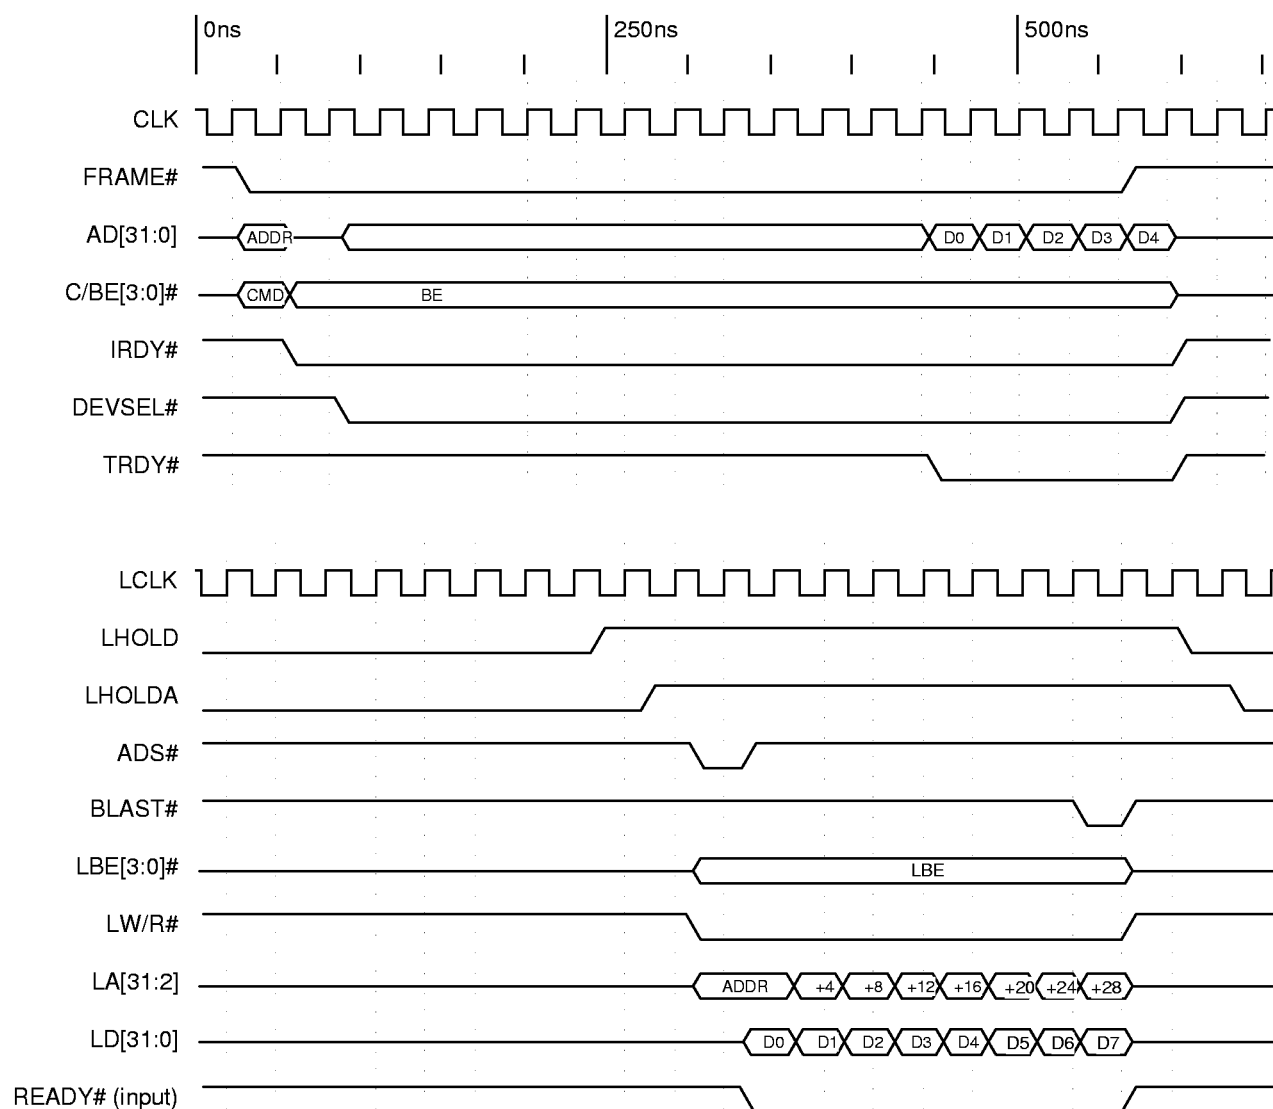 0ns 250ns 500ns
CLK
FRAME#
AD[31:0] ADDR D0 D1 D2 D3 D4
C/BE[3:0]# CMD BE
IRDY#
DEVSEL#
TRDY#
LCLK
LHOLD
LHOLDA
ADS#
BLAST#
LBE[3:0]# LBE
LW/R#
LA[31:2] ADDR +4 +8 +12 +16 +20 +24 +28
LD[31:0] D0 D1 D2 D3 D4 D5 D6 D7
READY# (input)